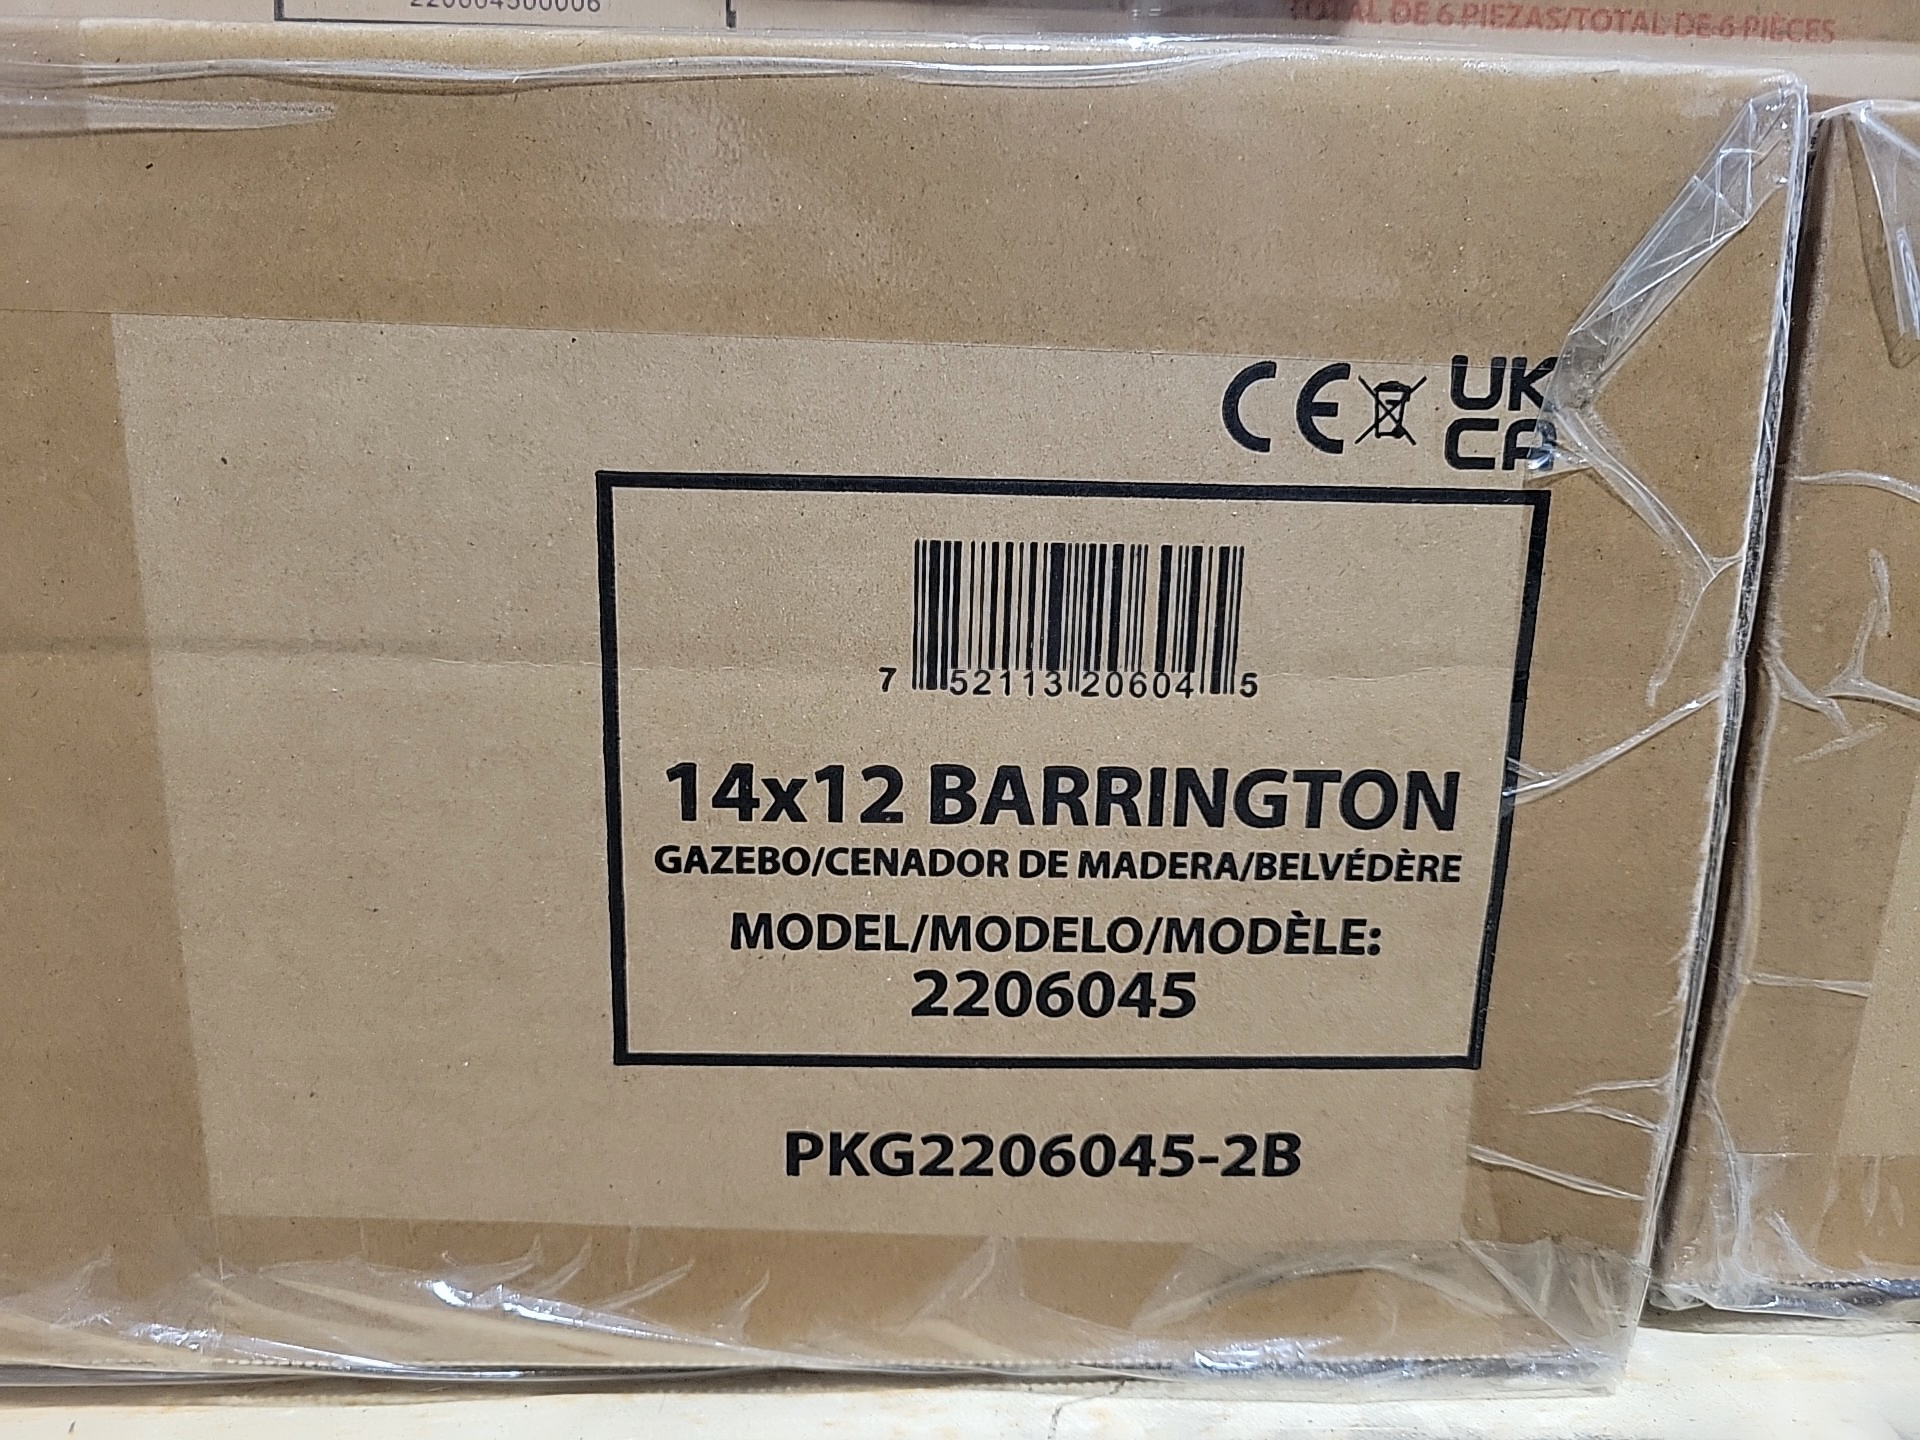 220604500006
TOTAL DE 6 PIEZAS/TOTAL DE 6 PIÈCES
CE UK
CA
7 52113 20604 5
14x12 BARRINGTON
GAZEBO/CENADOR DE MADERA/BELVÉDÈRE
MODEL/MODELO/MODÈLE:
2206045
PKG2206045-2B